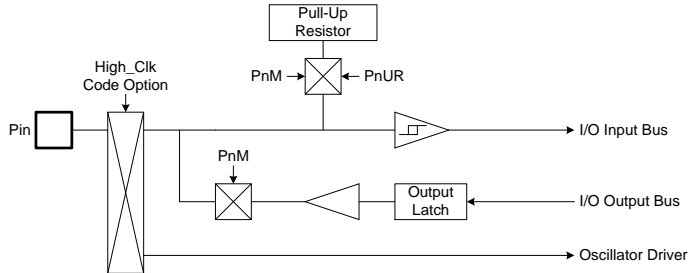 Pull-Up
Resistor
High_Clk
Code Option
PnM
PnUR
Pin
I/O Input Bus
PnM
Output
Latch
I/O Output Bus
Oscillator Driver